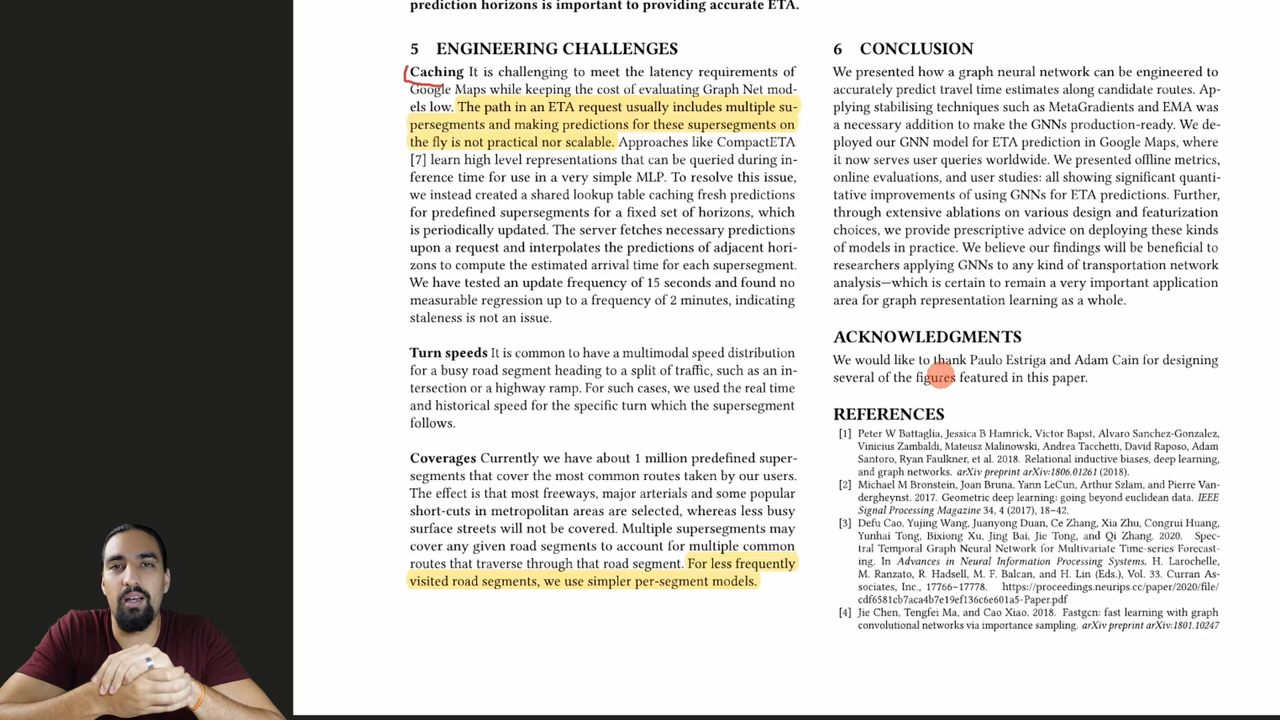 prediction horizons is important to providing accurate ETA.
5 ENGINEERING CHALLENGES
Caching It is challenging to meet the latency requirements of
Google Maps while keeping the cost of evaluating Graph Net mod-
els low. The path in an ETA request usually includes multiple su-
persegments and making predictions for these supersegments on
the fly is not practical nor scalable. Approaches like CompactETA
[7] learn high level representations that can be queried during in-
ference time for use in a very simple MLP. To resolve this issue,
we instead created a shared lookup table caching fresh predictions
for predefined supersegments for a fixed set of horizons, which
is periodically updated. The server fetches necessary predictions
upon a request and interpolates the predictions of adjacent hori-
zons to compute the estimated arrival time for each supersegment.
We have tested an update frequency of 15 seconds and found no
measurable regression up to a frequency of 2 minutes, indicating
staleness is not an issue.
Turn speeds It is common to have a multimodal speed distribution
for a busy road segment heading to a split of traffic, such as an in-
tersection or a highway ramp. For such cases, we used the real time
and historical speed for the specific turn which the supersegment
follows.
Coverages Currently we have about 1 million predefined super-
segments that cover the most common routes taken by our users.
The effect is that most freeways, major arterials and some popular
short-cuts in metropolitan areas are selected, whereas less busy
surface streets will not be covered. Multiple supersegments may
cover any given road segments to account for multiple common
routes that traverse through that road segment. For less frequently
visited road segments, we use simpler per-segment models.
6 CONCLUSION
We presented how a graph neural network can be engineered to
accurately predict travel time estimates along candidate routes. Ap-
plying stabilising techniques such as MetaGradients and EMA was
a necessary addition to make the GNNs production-ready. We de-
ployed our GNN model for ETA prediction in Google Maps, where
it now serves user queries worldwide. We presented offline metrics,
online evaluations, and user studies: all showing significant quanti-
tative improvements of using GNNs for ETA predictions. Further,
through extensive ablations on various design and featurization
choices, we provide prescriptive advice on deploying these kinds
of models in practice. We believe our findings will be beneficial to
researchers applying GNNs to any kind of transportation network
analysis—which is certain to remain a very important application
area for graph representation learning as a whole.
ACKNOWLEDGMENTS
We would like to thank Paulo Estriga and Adam Cain for designing
several of the figures featured in this paper.
REFERENCES
[1] Peter W Battaglia, Jessica B Hamrick, Victor Bapst, Alvaro Sanchez-Gonzalez,
Vinicius Zambaldi, Mateusz Malinowski, Andrea Tacchetti, David Raposo, Adam
Santoro, Ryan Faulkner, et al. 2018. Relational inductive biases, deep learning,
and graph networks. arXiv preprint arXiv:1806.01261 (2018).
[2] Michael M Bronstein, Joan Bruna, Yann LeCun, Arthur Szlam, and Pierre Van-
dergheynst. 2017. Geometric deep learning: going beyond euclidean data. IEEE
Signal Processing Magazine 34, 4 (2017), 18–42.
[3] Defu Cao, Yujing Wang, Juanyong Duan, Ce Zhang, Xia Zhu, Congrui Huang,
Yunhai Tong, Bixiong Xu, Jing Bai, Jie Tong, and Qi Zhang. 2020. Spec-
tral Temporal Graph Neural Network for Multivariate Time-series Forecast-
ing. In Advances in Neural Information Processing Systems, H. Larochelle,
M. Ranzato, R. Hadsell, M. F. Balcan, and H. Lin (Eds.), Vol. 33. Curran As-
sociates, Inc., 17766–17778. https://proceedings.neurips.cc/paper/2020/file/
cdf6581cb7aca4b7e19ef136c6e601a5-Paper.pdf
[4] Jie Chen, Tengfei Ma, and Cao Xiao. 2018. Fastgcn: fast learning with graph
convolutional networks via importance sampling. arXiv preprint arXiv:1801.10247